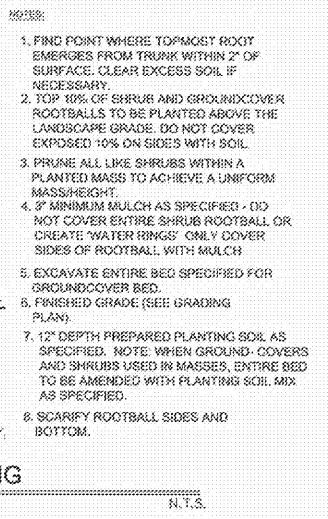 NOTES:
1. FIND POINT WHERE TOPMOST ROOT
EMERGES FROM TRUNK WITHIN 2" OF
SURFACE. CLEAR EXCESS SOIL IF
NECESSARY.
2. TOP 10% OF SHRUB AND GROUNDCOVER
ROOTBALLS TO BE PLANTED ABOVE THE
LANDSCAPE GRADE. DO NOT COVER
EXPOSED 10% ON SIDES WITH SOIL.
3. PRUNE ALL LIKE SHRUBS WITHIN A
PLANTED MASS TO ACHIEVE A UNIFORM
MASS/HEIGHT.
4. 3" MINIMUM MULCH AS SPECIFIED - DO
NOT COVER ENTIRE SHRUB ROOTBALL OR
CREATE 'WATER RINGS' ONLY COVER
SIDES OF ROOTBALL WITH MULCH
5. EXCAVATE ENTIRE BED SPECIFIED FOR
GROUNDCOVER BED.
6. FINISHED GRADE (SEE GRADING
PLAN).
7. 12" DEPTH PREPARED PLANTING SOIL AS
SPECIFIED. NOTE: WHEN GROUND- COVERS
AND SHRUBS USED IN MASSES, ENTIRE BED
TO BE AMENDED WITH PLANTING SOIL MIX
AS SPECIFIED.
8. SCARIFY ROOTBALL SIDES AND
BOTTOM.
NG
N.T.S.